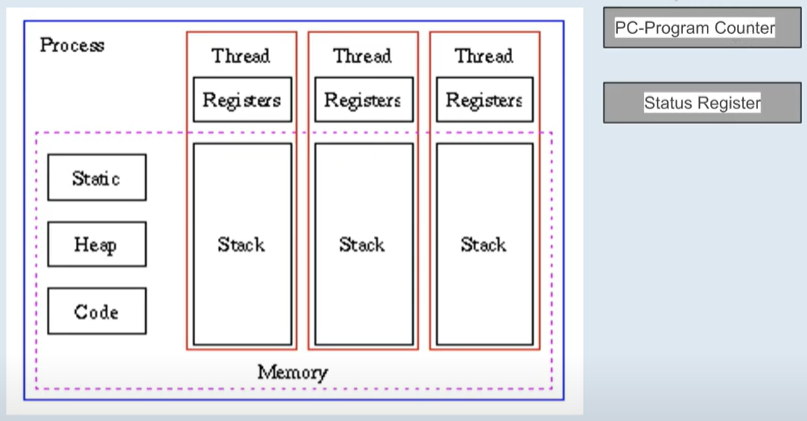 Process
Thread
Thread
Thread
Registers
Registers
Registers
Static
Heap
Code
Stack
Stack
Stack
Memory
PC-Program Counter
Status Register